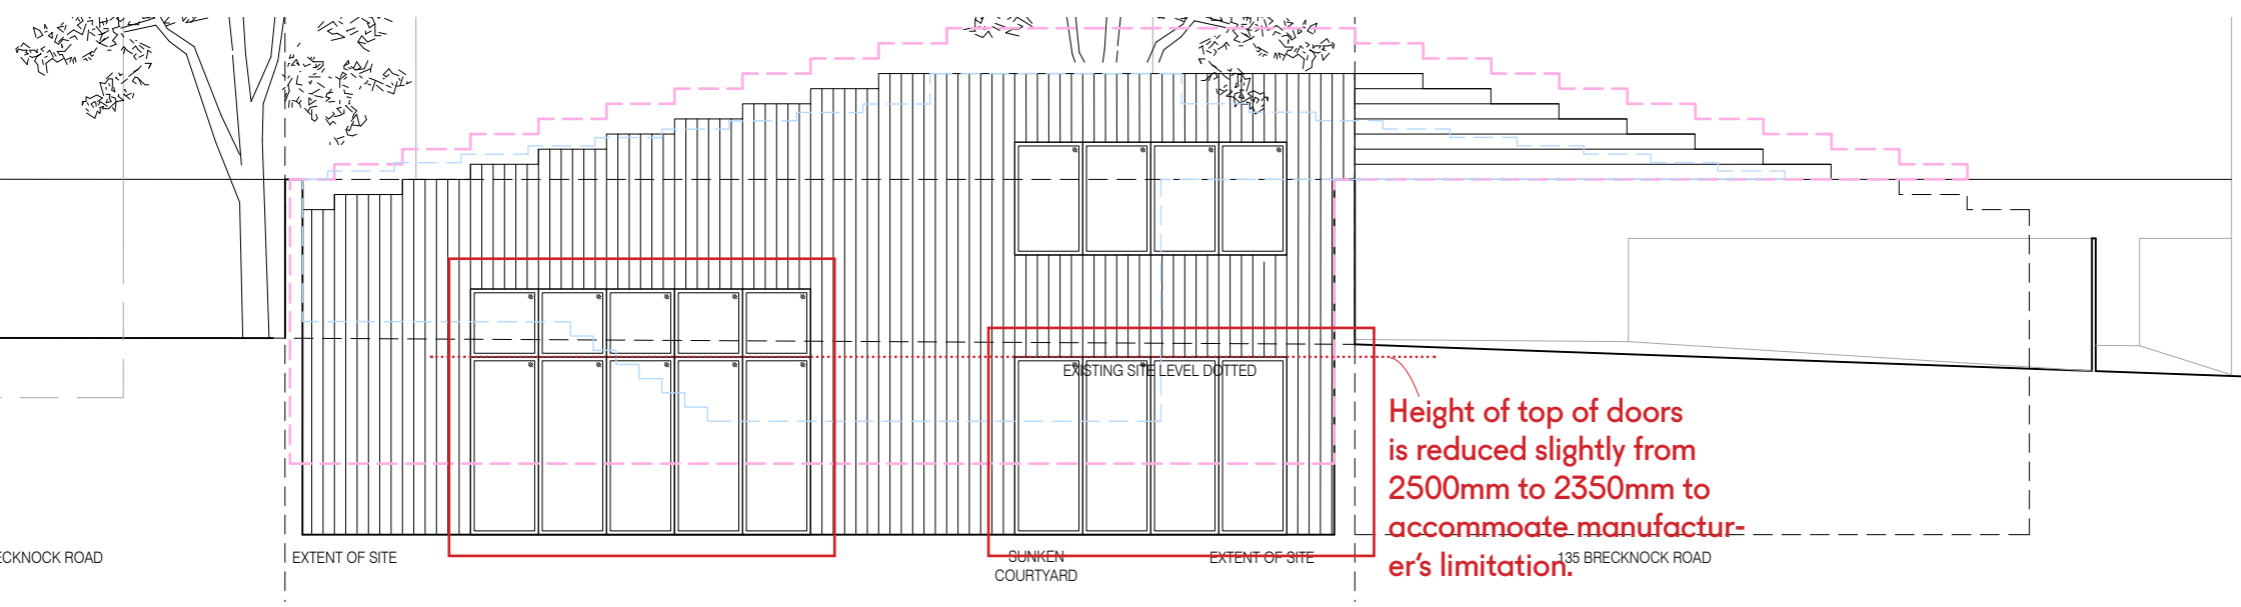 EXISTING SITE LEVEL DOTTED
Height of top of doors
is reduced slightly from
2500mm to 2350mm to
accommoate manufactur-
er's limitation.
ECKNOCK ROAD
EXTENT OF SITE
SUNKEN
COURTYARD
EXTENT OF SITE
135 BRECKNOCK ROAD